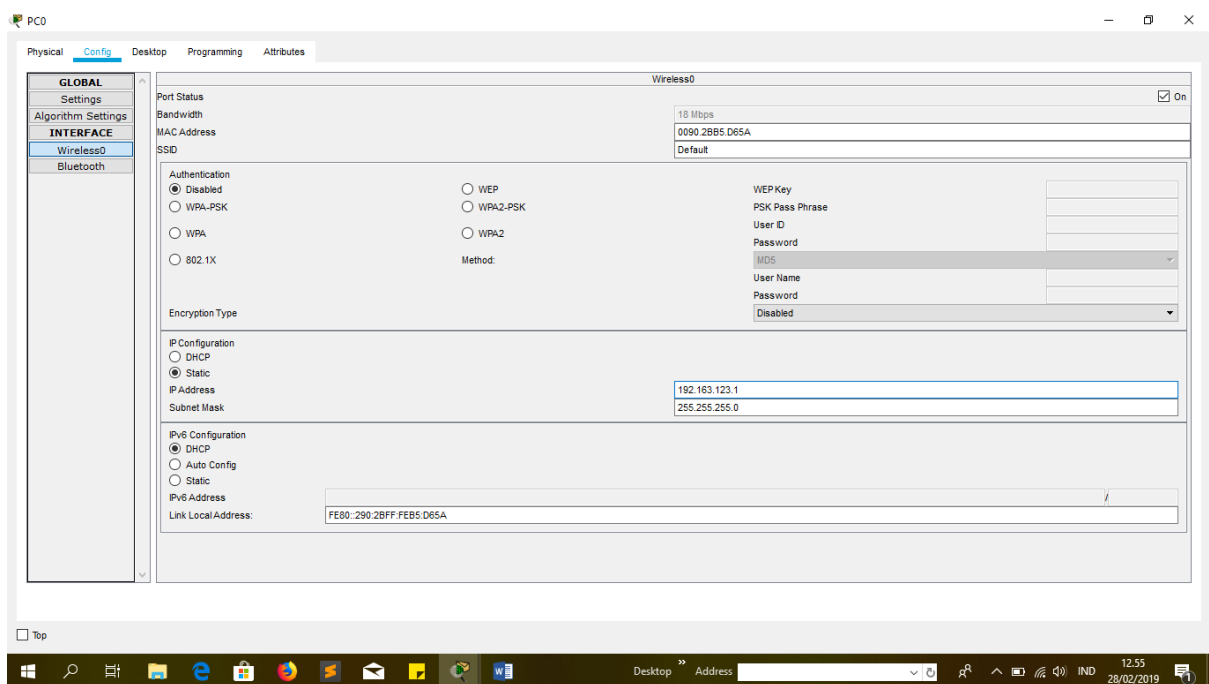 PC0
Physical Config Desktop Programming Attributes
GLOBAL
Settings
Algorithm Settings
INTERFACE
Wireless0
Bluetooth
Wireless0
Port Status On
Bandwidth 18 Mbps
MAC Address 0090.2BB5.D65A
SSID Default
Authentication
Disabled WEP WEP Key
WPA-PSK WPA2-PSK PSK Pass Phrase
User ID
WPA WPA2 Password
802.1X Method: MD5
User Name
Password
Encryption Type Disabled
IP Configuration
DHCP
Static
IP Address 192.163.123.1
Subnet Mask 255.255.255.0
IPv6 Configuration
DHCP
Auto Config
Static
IPv6 Address /
Link Local Address: FE80::290:2BFF:FEB5:D65A
Top
Desktop » Address IND 12.55
28/02/2019